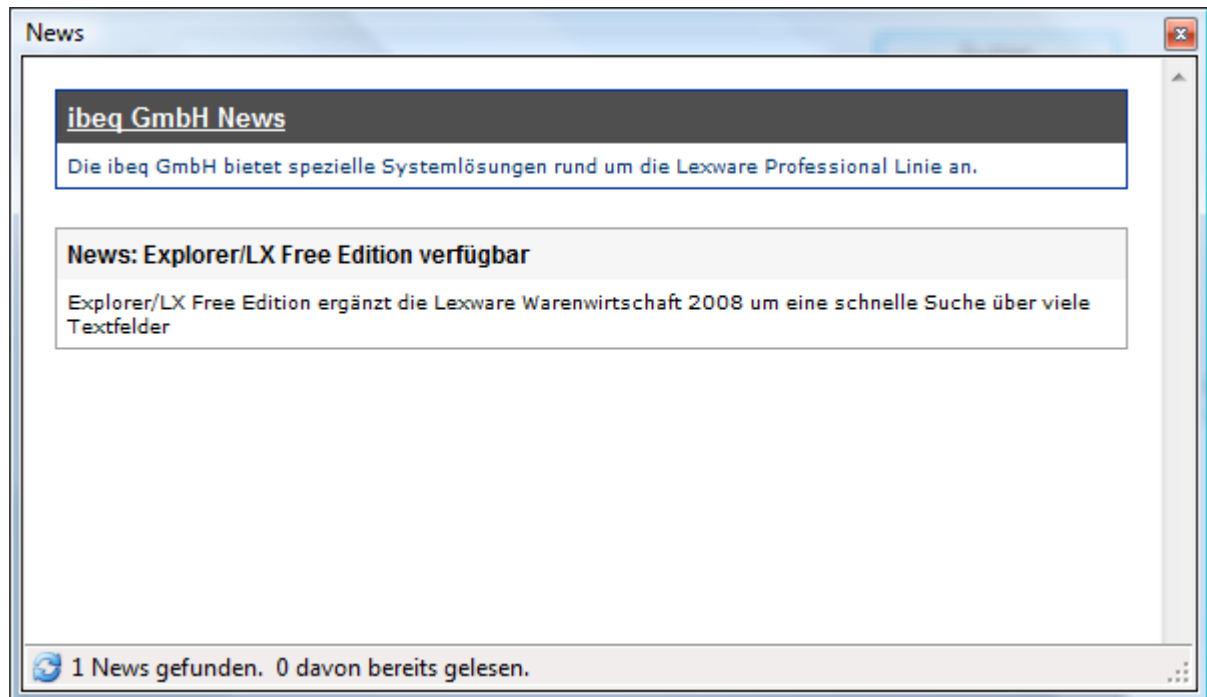 News
ibeq GmbH News
Die ibeq GmbH bietet spezielle Systemlösungen rund um die Lexware Professional Linie an.
News: Explorer/LX Free Edition verfügbar
Explorer/LX Free Edition ergänzt die Lexware Warenwirtschaft 2008 um eine schnelle Suche über viele
Textfelder
1 News gefunden.  0 davon bereits gelesen.